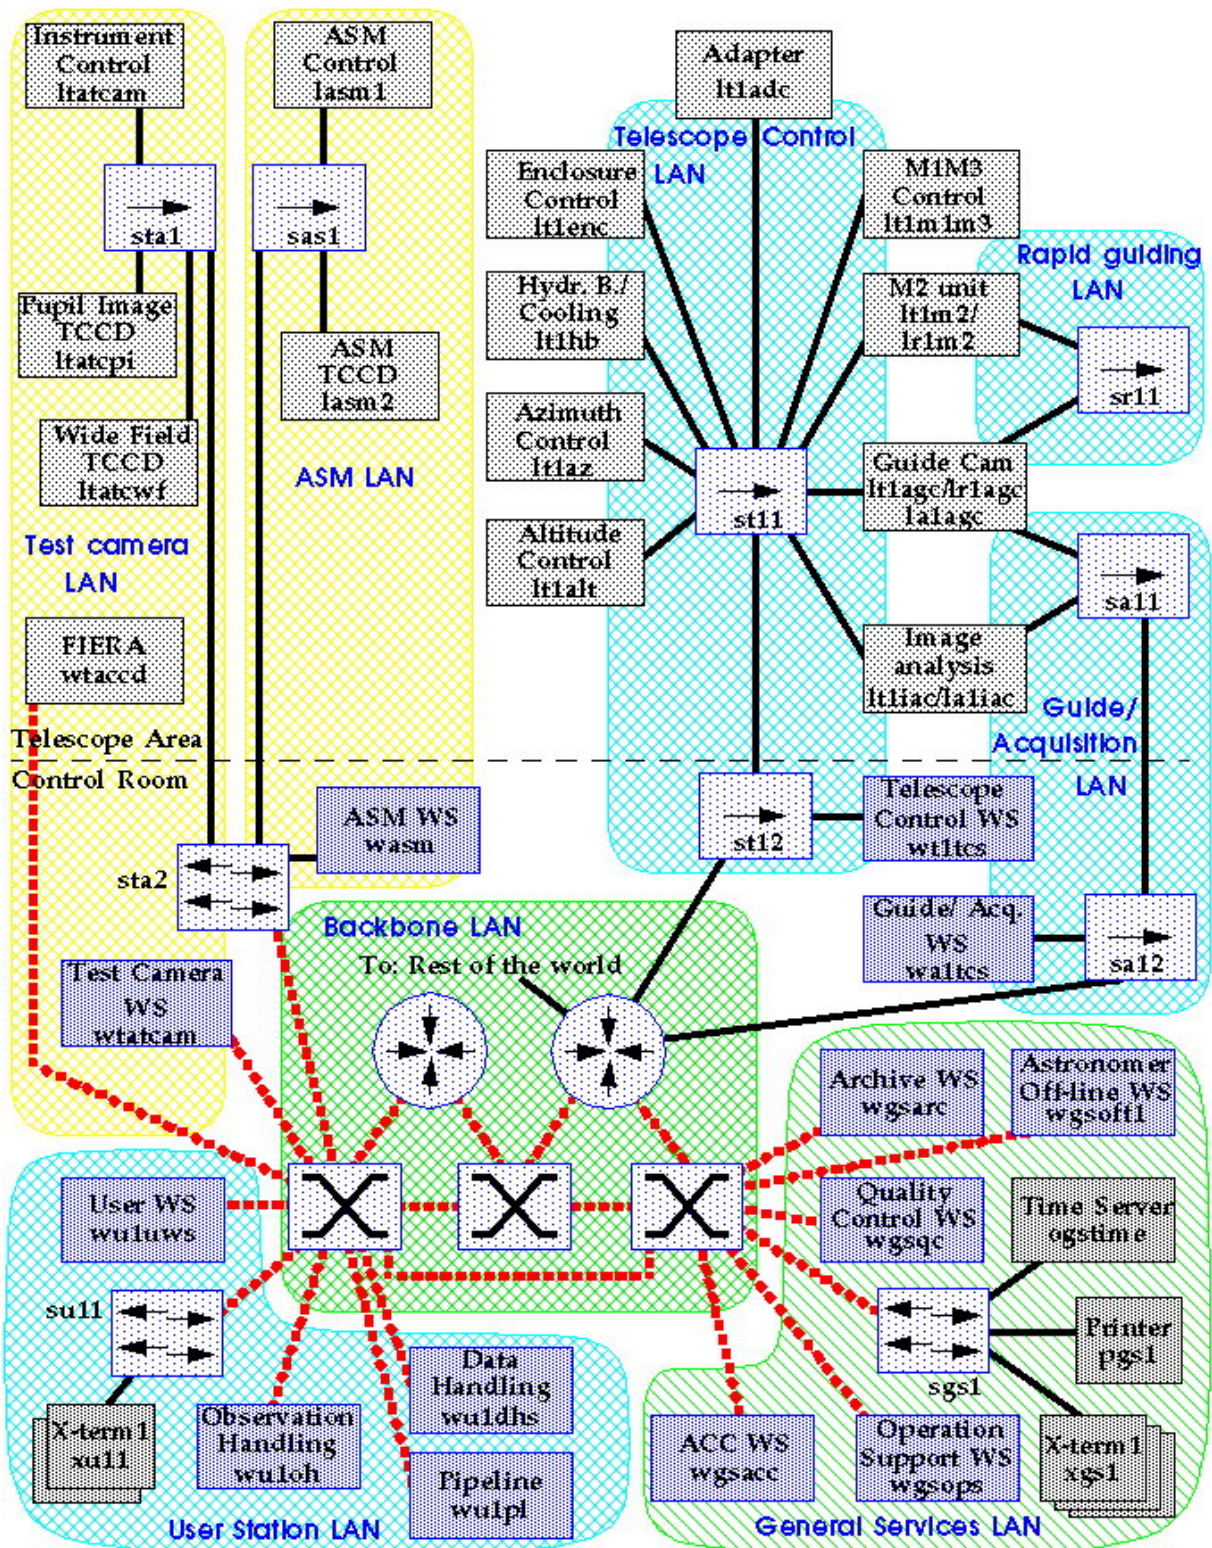 Instrument
Control
ltatcam
ASM
Control
lasm1
Adapter
lt1adc
Telescope Control
LAN
Enclosure
Control
lt1enc
M1M3
Control
lt1m1m3
sta1
sas1
Rapid guiding
LAN
Hydr. B./
Cooling
lt1hb
M2 unit
lt1m2/
lr1m2
Pupil Image
TCCD
ltatcpi
ASM
TCCD
lasm2
sr11
Azimuth
Control
lt1az
Wide Field
TCCD
ltatcwf
ASM LAN
Guide Cam
lt1agc/lr1agc
la1agc
st11
Altitude
Control
lt1alt
Test camera
LAN
sa11
FIERA
wtaccd
Image
analysis
lt1iac/la1iac
Guide/
Acquisition
LAN
Telescope Area
Control Room
ASM WS
wasm
st12
Telescope
Control WS
wt1tcs
sta2
Guide/ Acq.
WS
wa1tcs
sa12
Backbone LAN
To: Rest of the world
Test Camera
WS
wtatcam
Archive WS
wgsarc
Astronomer
Off-line WS
wgsoff1
User WS
wu1uws
Quality
Control WS
wgsqc
Time Server
ogstime
su11
Printer
pgs1
sgs1
Data
Handling
wu1dhs
X-term1
xu11
Observation
Handling
wu1oh
ACC WS
wgsacc
Operation
Support WS
wgsops
X-term1
xgs1
Pipeline
wu1pl
User Station LAN
General Services LAN